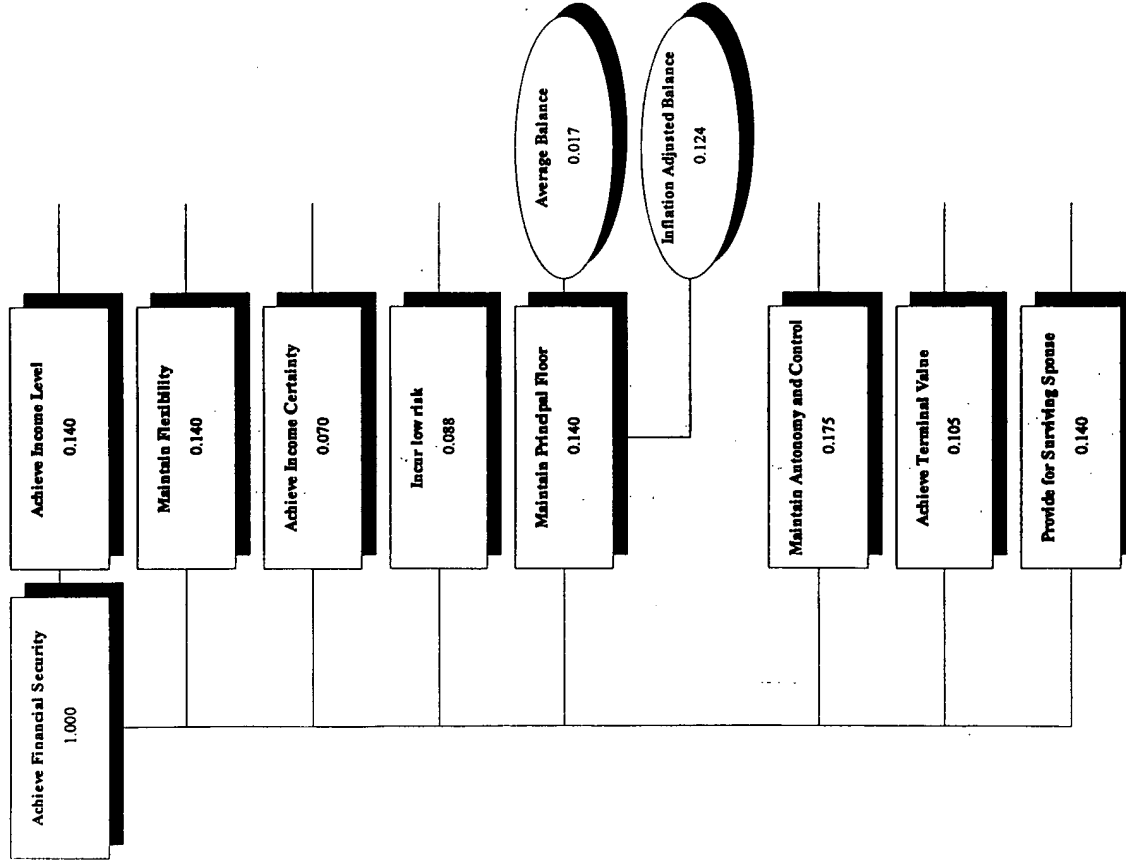 Achieve Financial Security
1.000
Achieve Income Level
0.140
Maintain Flexibility
0.140
Achieve Income Certainty
0.070
Incur low risk
0.088
Maintain Principal Floor
0.140
Average Balance
0.017
Inflation Adjusted Balance
0.124
Maintain Autonomy and Control
0.175
Achieve Terminal Value
0.105
Provide for Surviving Spouse
0.140